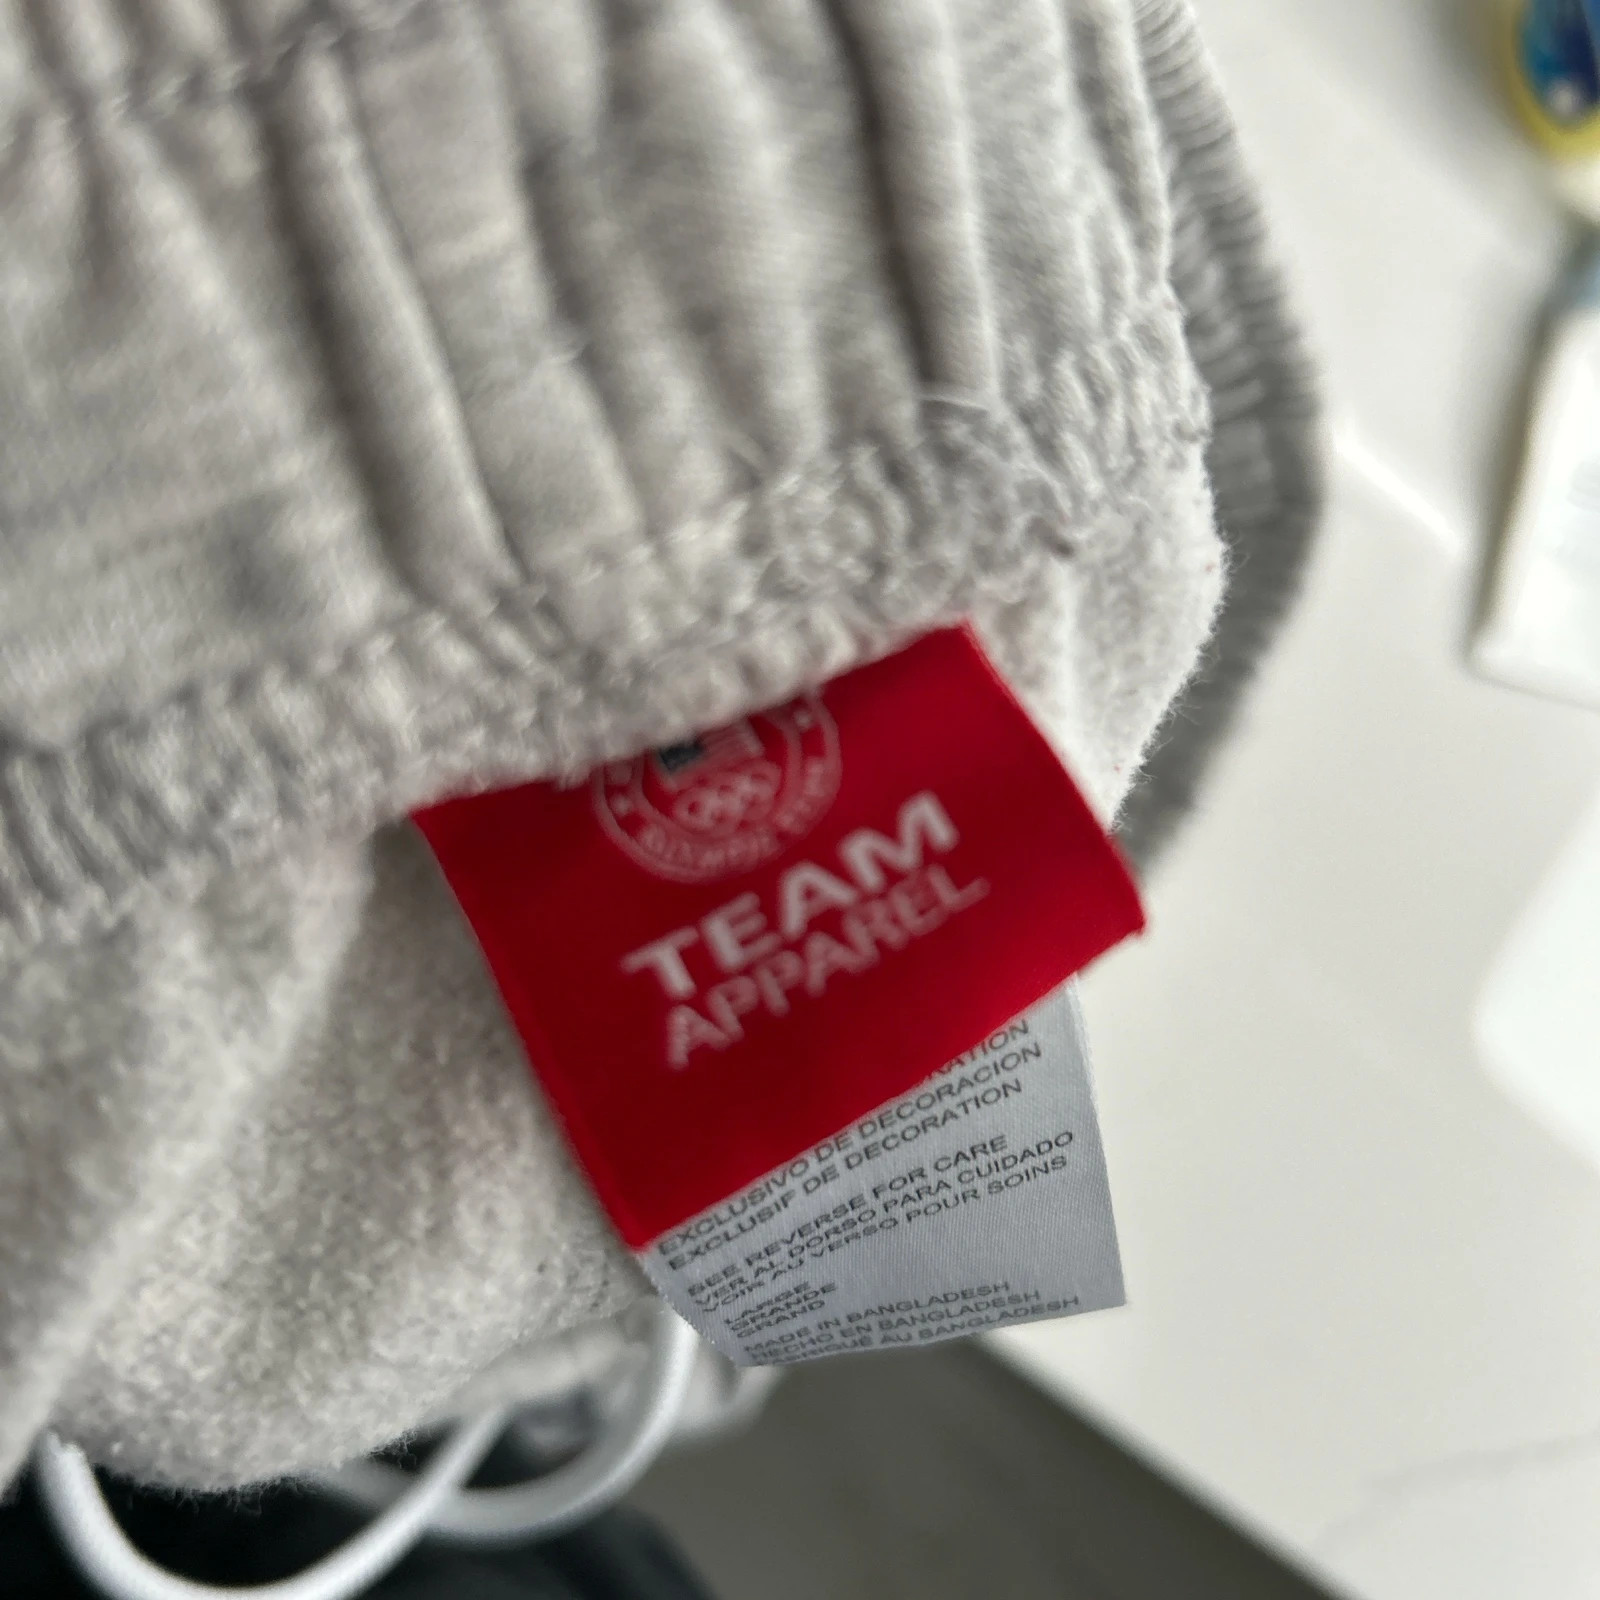 OLYMPIC
TEAM
APPAREL
EXCLUSIVO DE DECORACION
EXCLUSIF DE DECORATION
SEE REVERSE FOR CARE
VER AL DORSO PARA CUIDADO
VOIR AU VERSO POUR SOINS
LARGE
GRANDE
GRAND
MADE IN BANGLADESH
HECHO EN BANGLADESH
AU BANGLADESH